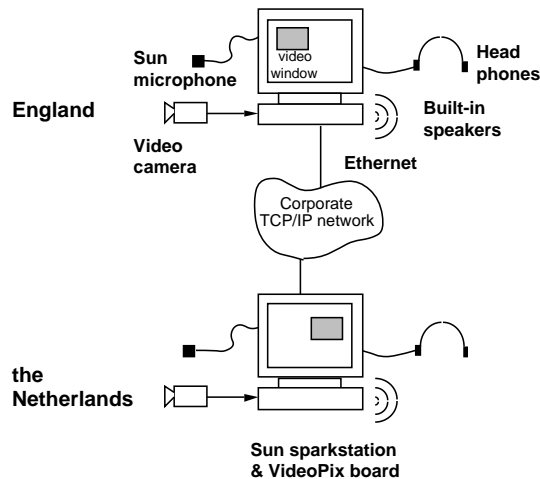 Sun
microphone
video
window
Head
phones
England
Built-in
speakers
Video
camera
Ethernet
Corporate
TCP/IP network
the
Netherlands
Sun sparkstation
& VideoPix board